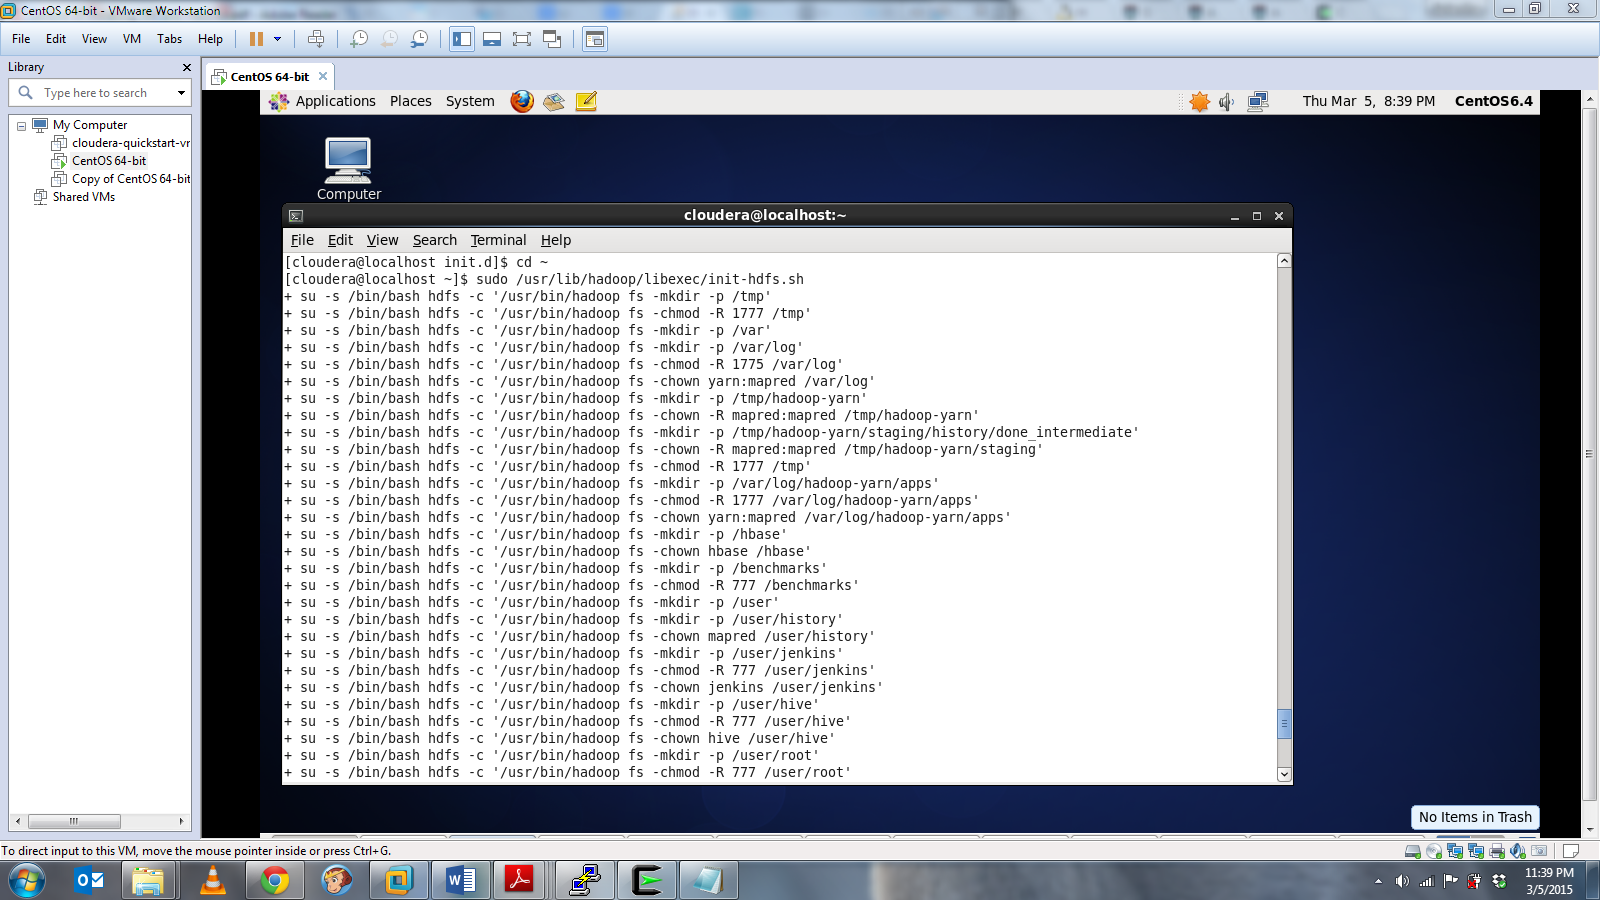 CentOS 64-bit - VMware Workstation
File Edit View VM Tabs Help
Library
Type here to search
My Computer
cloudera-quickstart-vr
CentOS 64-bit
Copy of CentOS 64-bit
Shared VMs
CentOS 64-bit
Applications Places System
Thu Mar 5, 8:39 PM CentOS6.4
Computer
cloudera@localhost:~
File Edit View Search Terminal Help
[cloudera@localhost init.d]$ cd ~
[cloudera@localhost ~]$ sudo /usr/lib/hadoop/libexec/init-hdfs.sh
+ su -s /bin/bash hdfs -c '/usr/bin/hadoop fs -mkdir -p /tmp'
+ su -s /bin/bash hdfs -c '/usr/bin/hadoop fs -chmod -R 1777 /tmp'
+ su -s /bin/bash hdfs -c '/usr/bin/hadoop fs -mkdir -p /var'
+ su -s /bin/bash hdfs -c '/usr/bin/hadoop fs -mkdir -p /var/log'
+ su -s /bin/bash hdfs -c '/usr/bin/hadoop fs -chmod -R 1775 /var/log'
+ su -s /bin/bash hdfs -c '/usr/bin/hadoop fs -chown yarn:mapred /var/log'
+ su -s /bin/bash hdfs -c '/usr/bin/hadoop fs -mkdir -p /tmp/hadoop-yarn'
+ su -s /bin/bash hdfs -c '/usr/bin/hadoop fs -chown -R mapred:mapred /tmp/hadoop-yarn'
+ su -s /bin/bash hdfs -c '/usr/bin/hadoop fs -mkdir -p /tmp/hadoop-yarn/staging/history/done_intermediate'
+ su -s /bin/bash hdfs -c '/usr/bin/hadoop fs -chown -R mapred:mapred /tmp/hadoop-yarn/staging'
+ su -s /bin/bash hdfs -c '/usr/bin/hadoop fs -chmod -R 1777 /tmp'
+ su -s /bin/bash hdfs -c '/usr/bin/hadoop fs -mkdir -p /var/log/hadoop-yarn/apps'
+ su -s /bin/bash hdfs -c '/usr/bin/hadoop fs -chmod -R 1777 /var/log/hadoop-yarn/apps'
+ su -s /bin/bash hdfs -c '/usr/bin/hadoop fs -chown yarn:mapred /var/log/hadoop-yarn/apps'
+ su -s /bin/bash hdfs -c '/usr/bin/hadoop fs -mkdir -p /hbase'
+ su -s /bin/bash hdfs -c '/usr/bin/hadoop fs -chown hbase /hbase'
+ su -s /bin/bash hdfs -c '/usr/bin/hadoop fs -mkdir -p /benchmarks'
+ su -s /bin/bash hdfs -c '/usr/bin/hadoop fs -chmod -R 777 /benchmarks'
+ su -s /bin/bash hdfs -c '/usr/bin/hadoop fs -mkdir -p /user'
+ su -s /bin/bash hdfs -c '/usr/bin/hadoop fs -mkdir -p /user/history'
+ su -s /bin/bash hdfs -c '/usr/bin/hadoop fs -chown mapred /user/history'
+ su -s /bin/bash hdfs -c '/usr/bin/hadoop fs -mkdir -p /user/jenkins'
+ su -s /bin/bash hdfs -c '/usr/bin/hadoop fs -chmod -R 777 /user/jenkins'
+ su -s /bin/bash hdfs -c '/usr/bin/hadoop fs -chown jenkins /user/jenkins'
+ su -s /bin/bash hdfs -c '/usr/bin/hadoop fs -mkdir -p /user/hive'
+ su -s /bin/bash hdfs -c '/usr/bin/hadoop fs -chmod -R 777 /user/hive'
+ su -s /bin/bash hdfs -c '/usr/bin/hadoop fs -chown hive /user/hive'
+ su -s /bin/bash hdfs -c '/usr/bin/hadoop fs -mkdir -p /user/root'
+ su -s /bin/bash hdfs -c '/usr/bin/hadoop fs -chmod -R 777 /user/root'
No Items in Trash
To direct input to this VM, move the mouse pointer inside or press Ctrl+G.
11:39 PM
3/5/2015